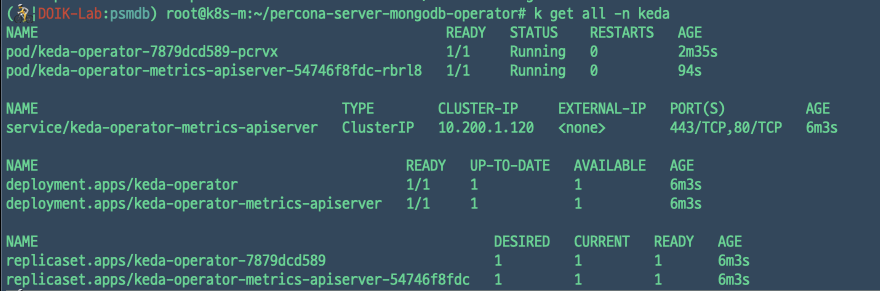 (🧚¦DOIK-Lab:psmdb) root@k8s-m:~/percona-server-mongodb-operator# k get all -n keda
NAME READY STATUS RESTARTS AGE
pod/keda-operator-7879dcd589-pcrvx 1/1 Running 0 2m35s
pod/keda-operator-metrics-apiserver-54746f8fdc-rbrl8 1/1 Running 0 94s
NAME TYPE CLUSTER-IP EXTERNAL-IP PORT(S) AGE
service/keda-operator-metrics-apiserver ClusterIP 10.200.1.120 <none> 443/TCP,80/TCP 6m3s
NAME READY UP-TO-DATE AVAILABLE AGE
deployment.apps/keda-operator 1/1 1 1 6m3s
deployment.apps/keda-operator-metrics-apiserver 1/1 1 1 6m3s
NAME DESIRED CURRENT READY AGE
replicaset.apps/keda-operator-7879dcd589 1 1 1 6m3s
replicaset.apps/keda-operator-metrics-apiserver-54746f8fdc 1 1 1 6m3s